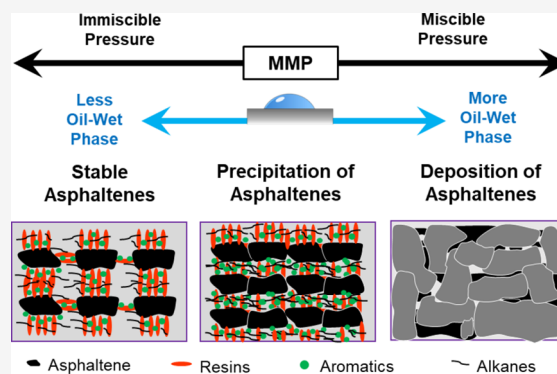 Immiscible
Pressure
Miscible
Pressure
MMP
Less
Oil-Wet
Phase
More
Oil-Wet
Phase
Stable
Asphaltenes
Precipitation of
Asphaltenes
Deposition of
Asphaltenes
Asphaltene
Resins
Aromatics
Alkanes